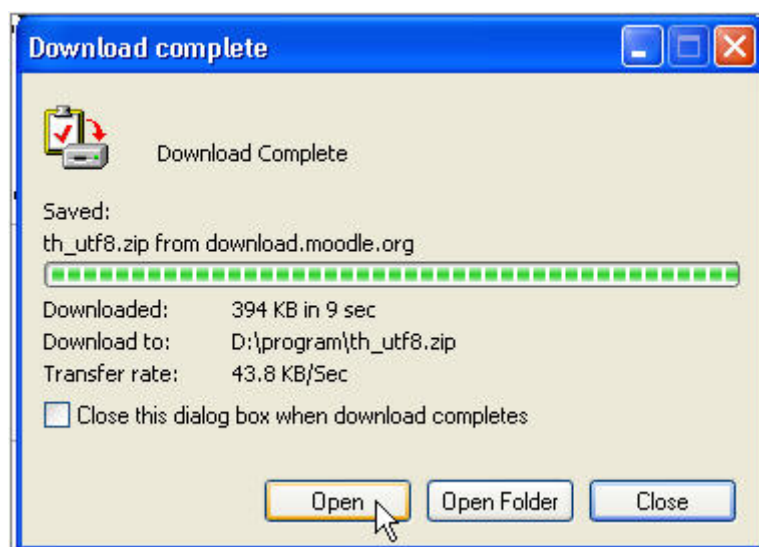 Download complete
Download Complete
Saved:
th_utf8.zip from download.moodle.org
Downloaded: 394 KB in 9 sec
Download to: D:\program\th_utf8.zip
Transfer rate: 43.8 KB/Sec
Close this dialog box when download completes
Open Open Folder Close